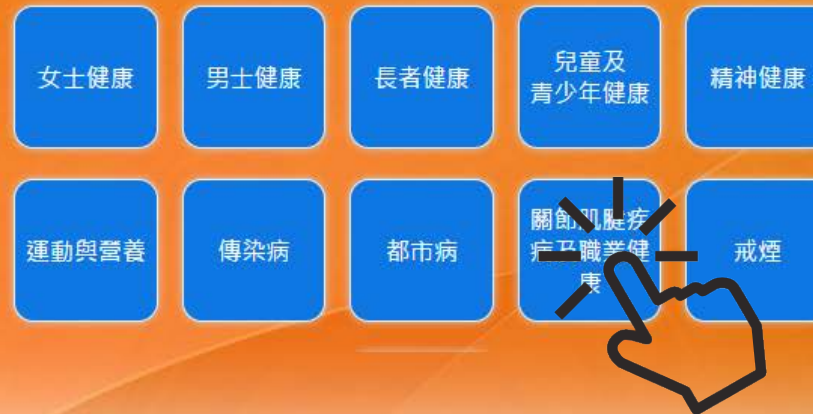 女士健康
男士健康
長者健康
兒童及
青少年健康
精神健康
運動與營養
傳染病
都市病
關節肌腱疾
病及職業健
康
戒煙